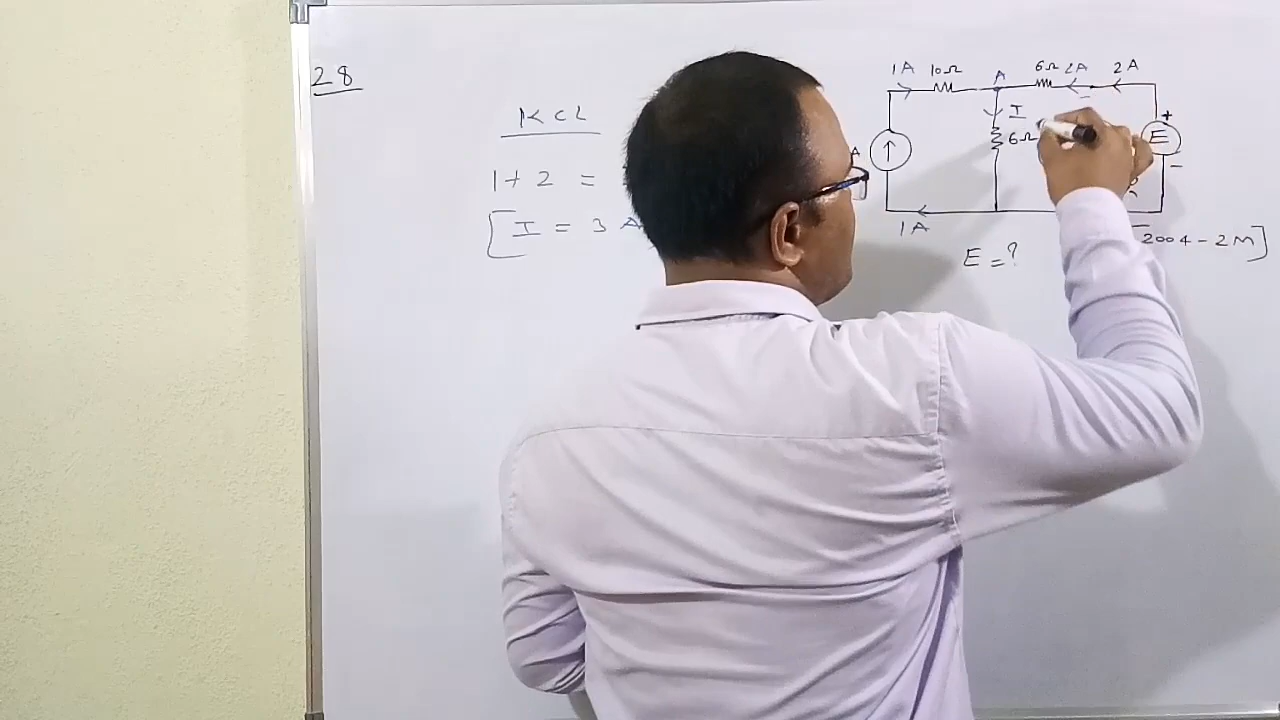 28
KCL
1 + 2 =
[ I = 3 A
1A 10Ω A 6Ω 2A 2A
I
6Ω
A
+
E
-
1A
E = ?
2004 - 2M]